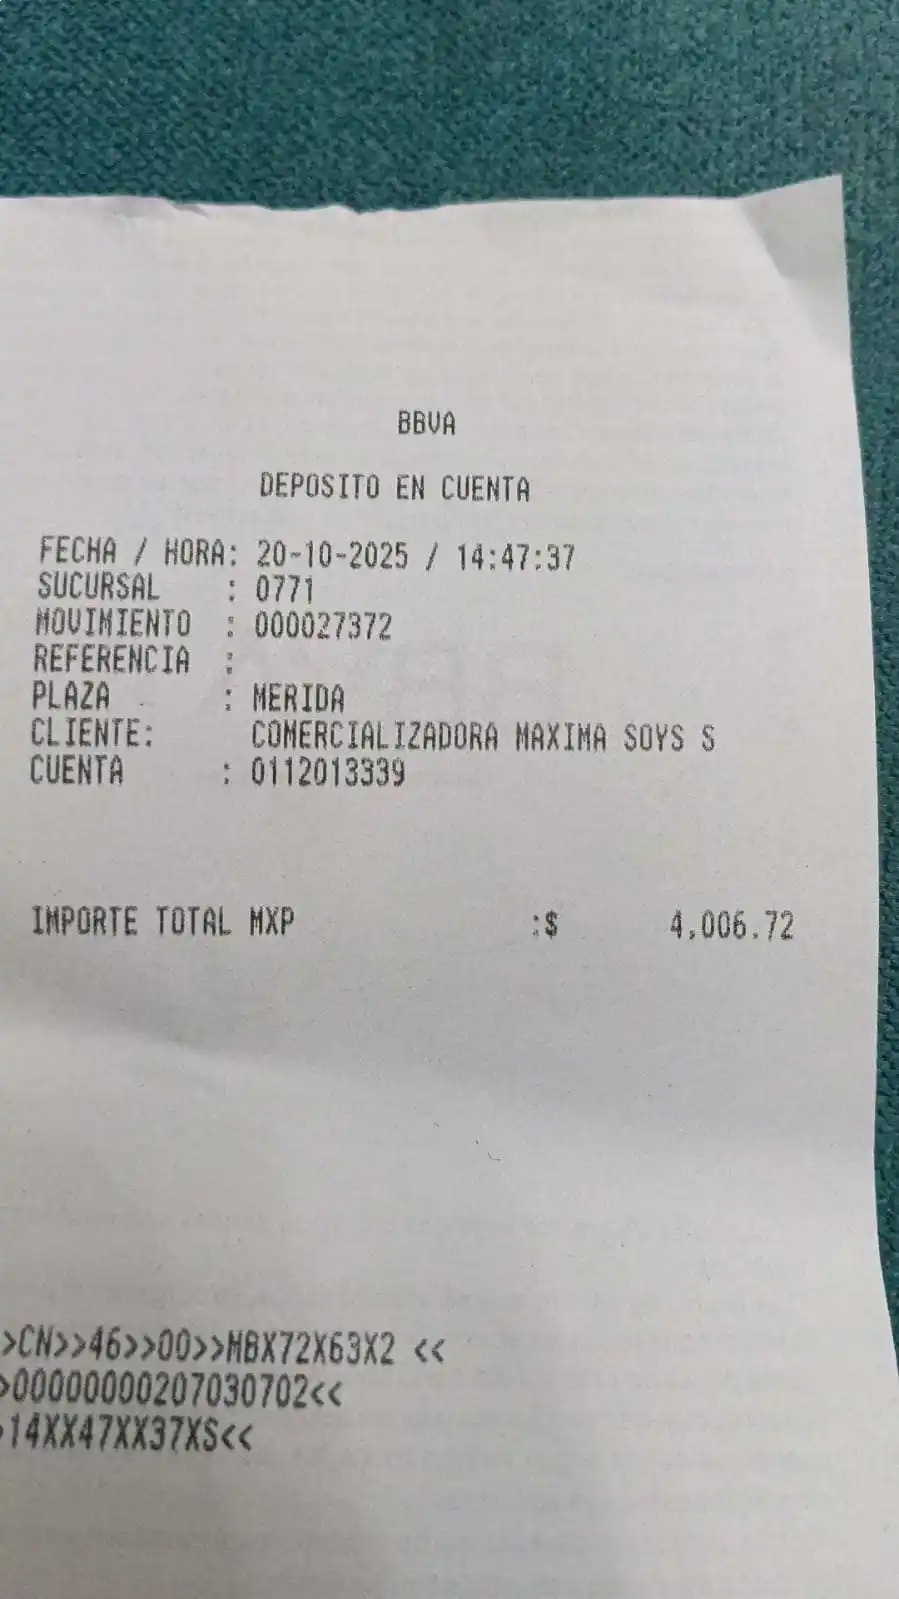 BBVA
DEPOSITO EN CUENTA
FECHA / HORA: 20-10-2025 / 14:47:37
SUCURSAL : 0771
MOVIMIENTO : 000027372
REFERENCIA :
PLAZA : MERIDA
CLIENTE: COMERCIALIZADORA MAXIMA SOYS S
CUENTA : 0112013339
IMPORTE TOTAL MXP :$ 4,006.72
>CN>>46>>00>>MBX72X63X2 <<
>00000000207030702<<
>14XX47XX37XS<<